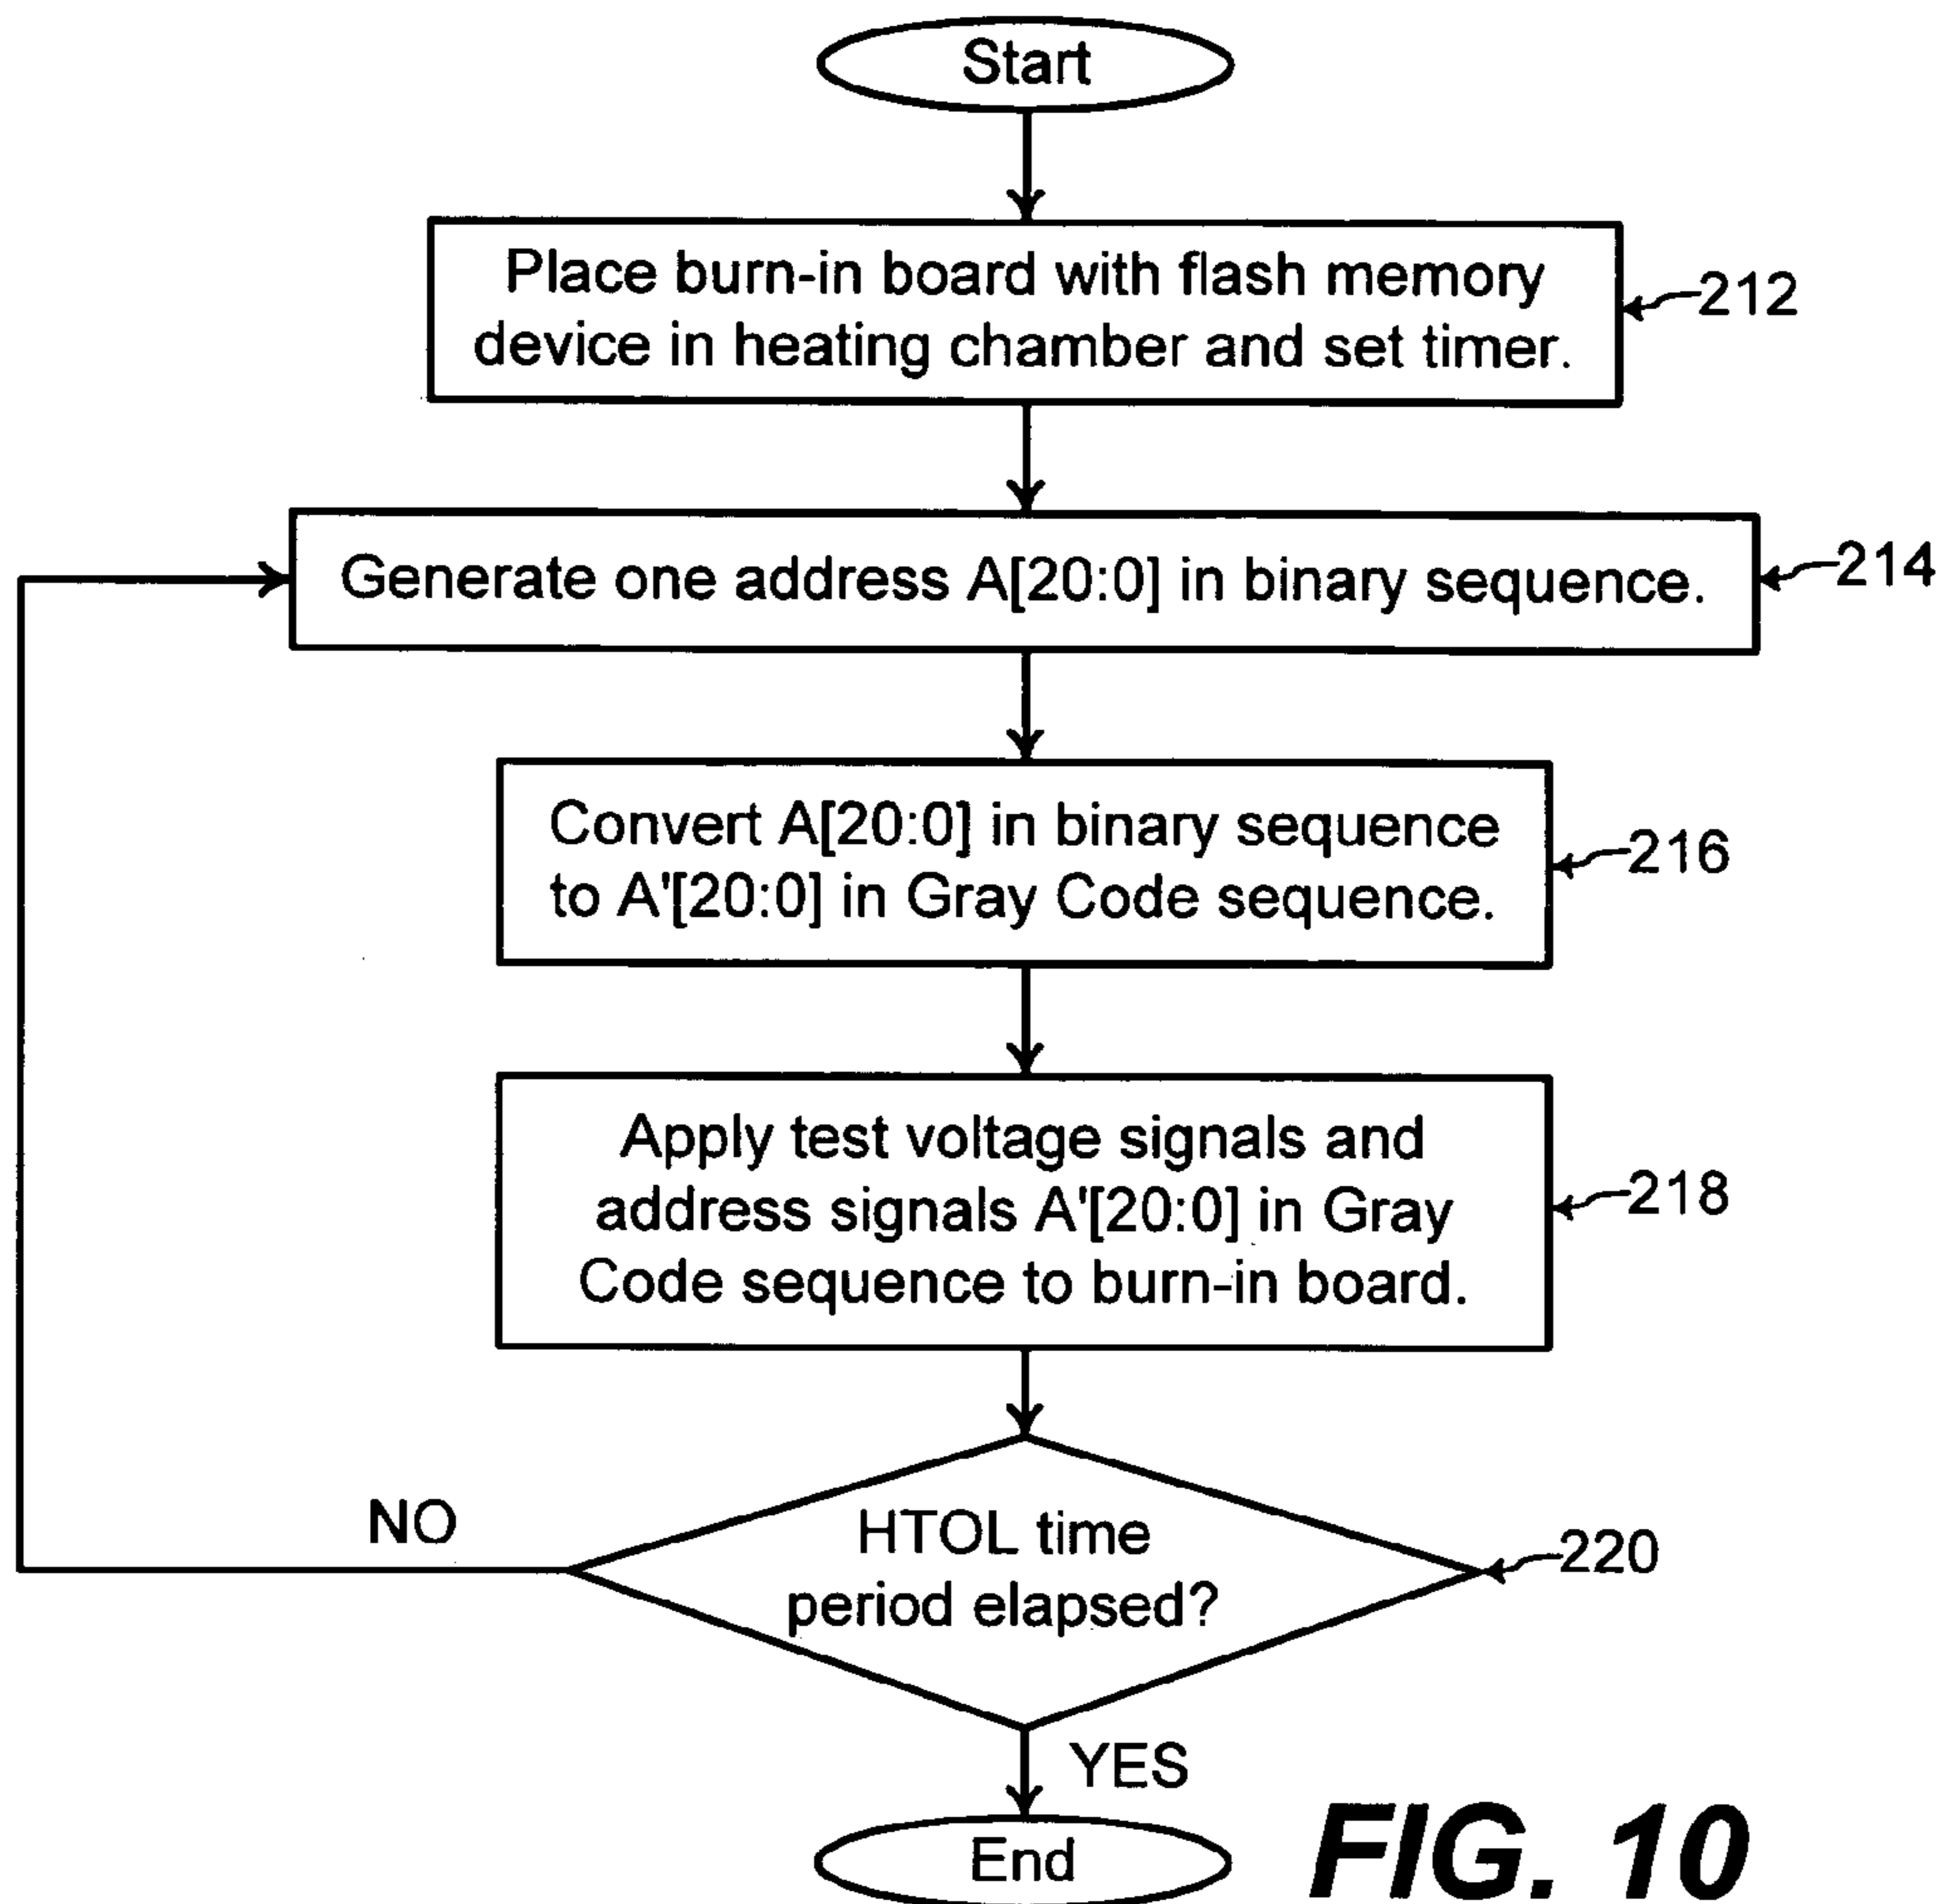 Start
Place burn-in board with flash memory
device in heating chamber and set timer.
212
Generate one address A[20:0] in binary sequence.
214
Convert A[20:0] in binary sequence
to A'[20:0] in Gray Code sequence.
216
Apply test voltage signals and
address signals A'[20:0] in Gray
Code sequence to burn-in board.
218
NO
HTOL time
period elapsed?
220
YES
End
FIG. 10